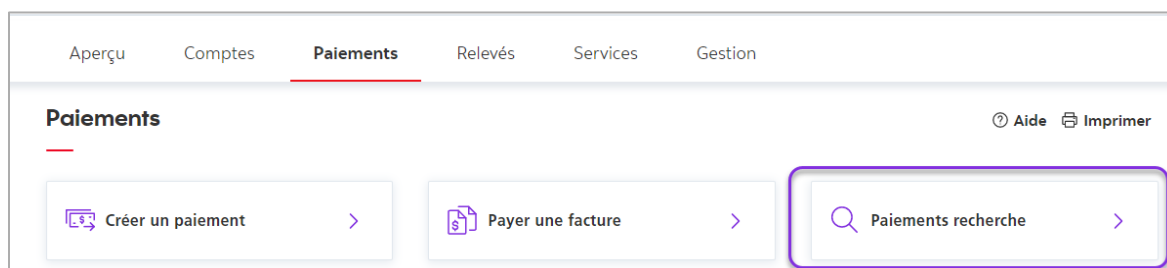 Aperçu Comptes Paiements Relevés Services Gestion
Paiements
Aide Imprimer
Créer un paiement Payer une facture Paiements recherche